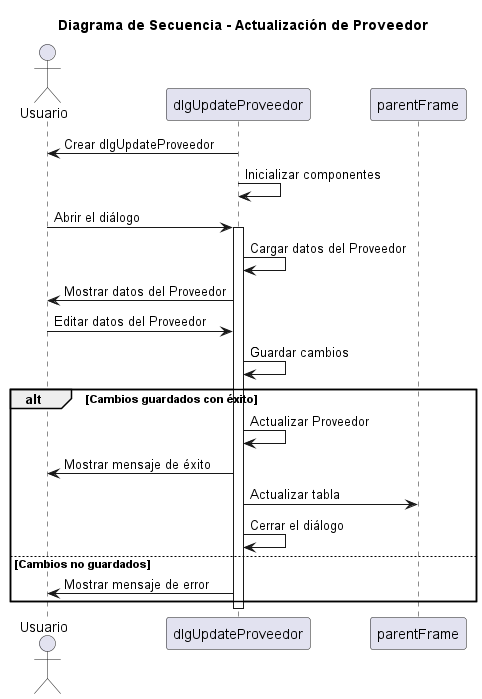 Diagrama de Secuencia - Actualización de Proveedor
Usuario
dlgUpdateProveedor
parentFrame
Crear dlgUpdateProveedor
Inicializar componentes
Abrir el diálogo
Cargar datos del Proveedor
Mostrar datos del Proveedor
Editar datos del Proveedor
Guardar cambios
alt [Cambios guardados con éxito]
Actualizar Proveedor
Mostrar mensaje de éxito
Actualizar tabla
Cerrar el diálogo
[Cambios no guardados]
Mostrar mensaje de error
Usuario
dlgUpdateProveedor
parentFrame